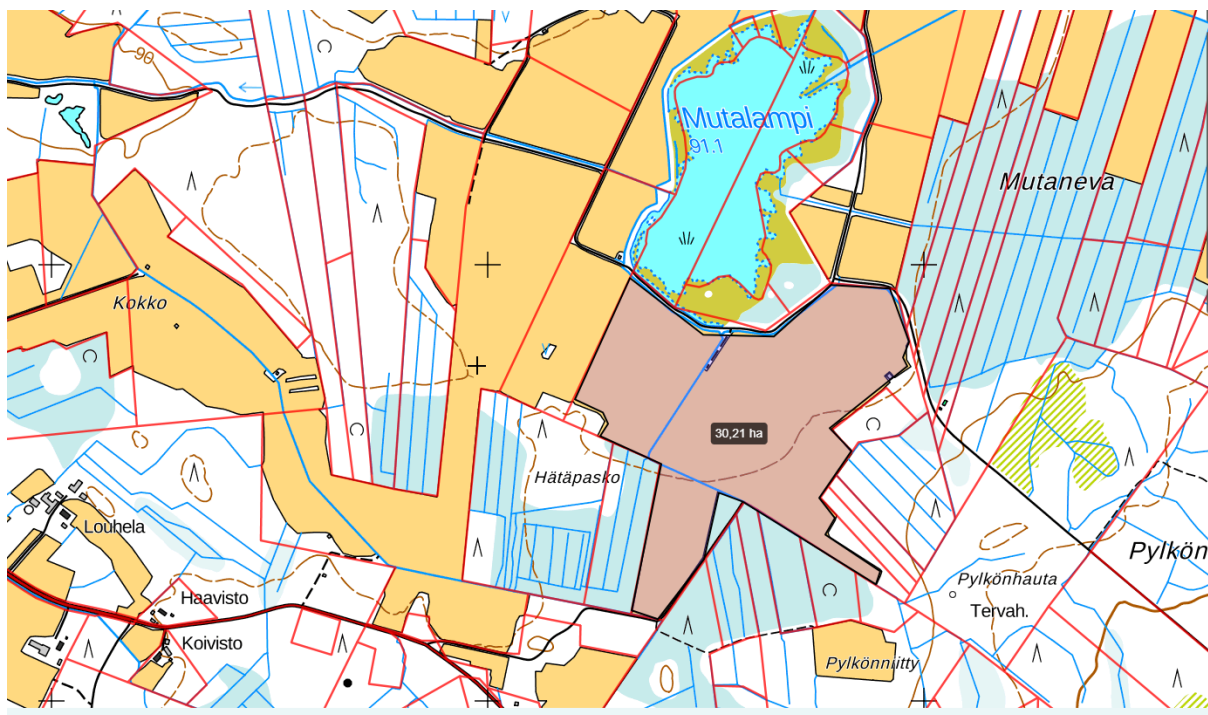 90
Mutalampi
91.1
Mutaneva
Kokko
30,21 ha
Hätäpasko
Louhela
Pylkön
Pylkönhauta
Haavisto
Tervah.
Koivisto
Pylkönniitty